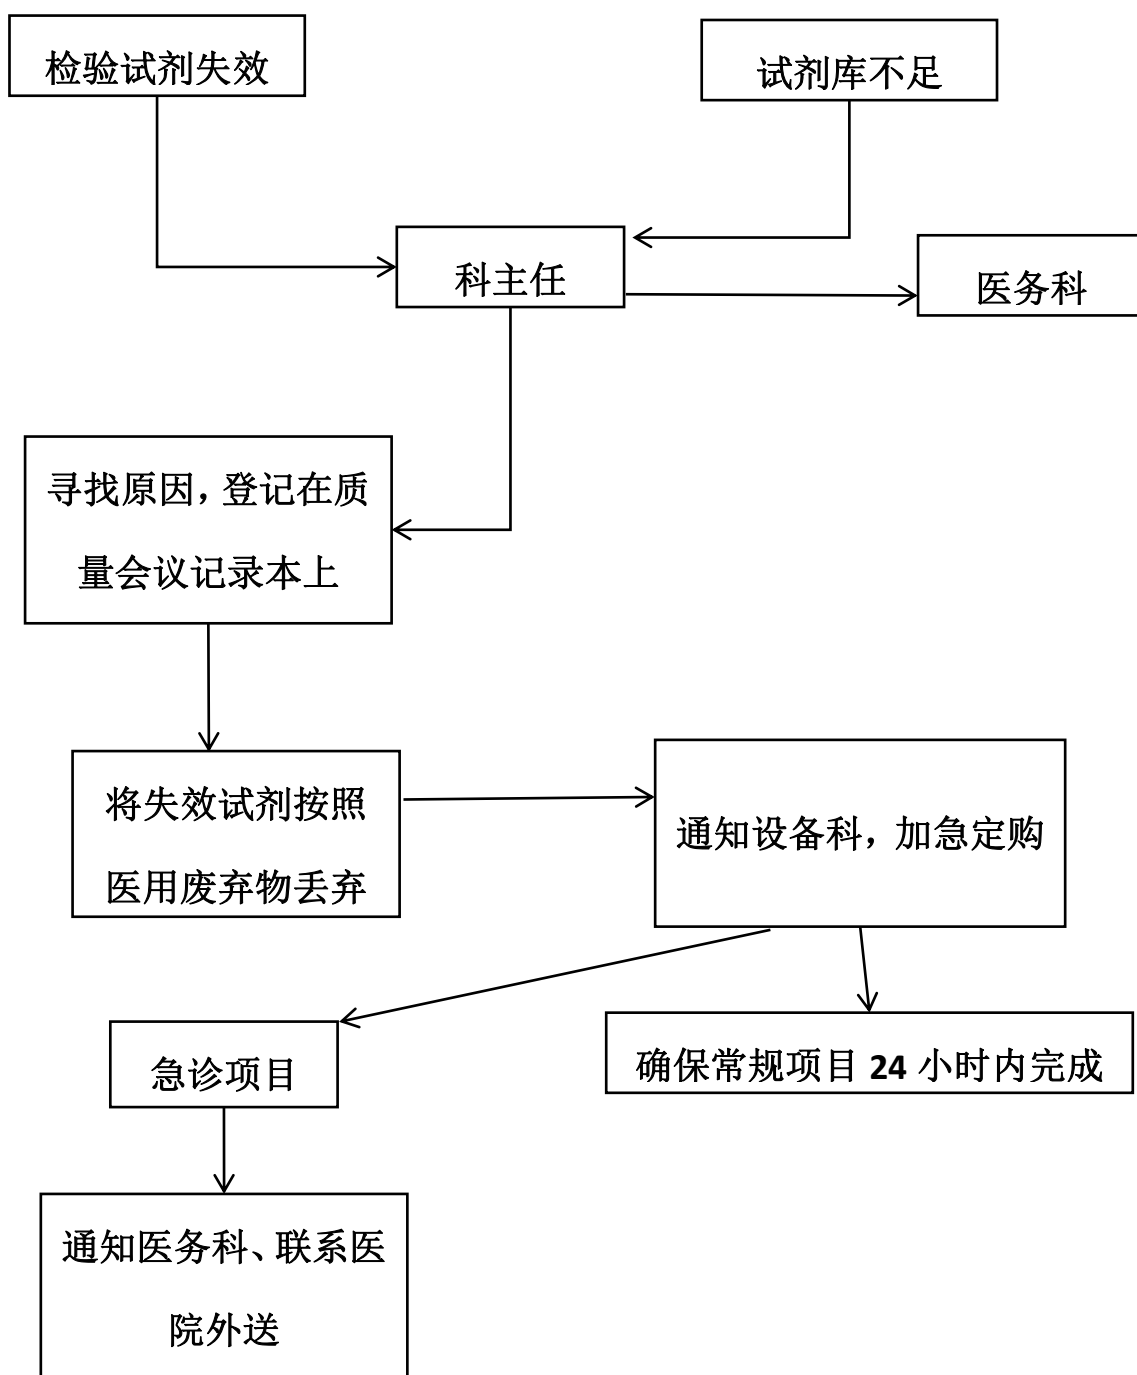 检验试剂失效
试剂库不足
科主任
医务科
寻找原因，登记在质
量会议记录本上
将失效试剂按照
医用废弃物丢弃
通知设备科，加急定购
急诊项目
确保常规项目 24 小时内完成
通知医务科、联系医
院外送